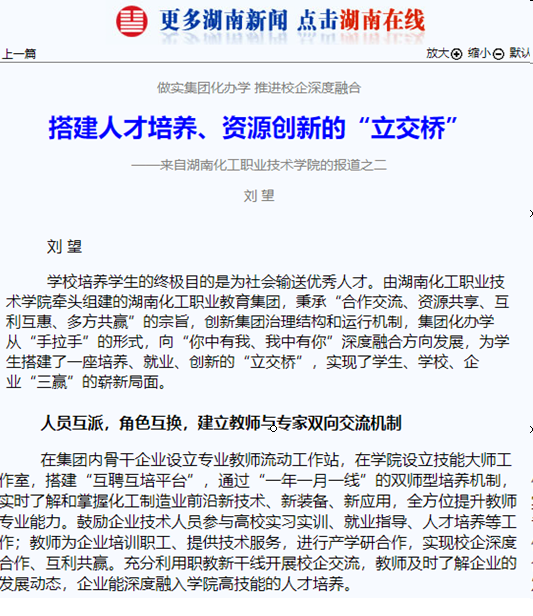 更多湖南新闻 点击湖南在线
上一篇 放大 缩小 默认
做实集团化办学 推进校企深度融合
搭建人才培养、资源创新的“立交桥”
——来自湖南化工职业技术学院的报道之二
刘 望
刘 望
学校培养学生的终极目的是为社会输送优秀人才。由湖南化工职业技
术学院牵头组建的湖南化工职业教育集团，秉承“合作交流、资源共享、互
利互惠、多方共赢”的宗旨，创新集团治理结构和运行机制，集团化办学
从“手拉手”的形式，向“你中有我、我中有你”深度融合方向发展，为学
生搭建了一座培养、就业、创新的“立交桥”，实现了学生、学校、企
业“三赢”的崭新局面。
人员互派，角色互换，建立教师与专家双向交流机制
在集团内骨干企业设立专业教师流动工作站，在学院设立技能大师工
作室，搭建“互聘互培平台”，通过“一年一月一线”的双师型培养机制，
实时了解和掌握化工制造业前沿新技术、新装备、新应用，全方位提升教师
专业能力。鼓励企业技术人员参与高校实习实训、就业指导、人才培养等工
作；教师为企业培训职工、提供技术服务，进行产学研合作，实现校企深度
合作、互利共赢。充分利用职教新干线开展校企交流，教师及时了解企业的
发展动态，企业能深度融入学院高技能的人才培养。